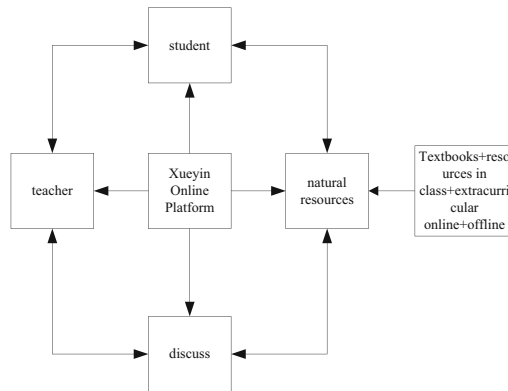 student
teacher
Xueyin
Online
Platform
natural
resources
Textbooks+reso
urces in
class+extracurri
cular
online+offline
discuss